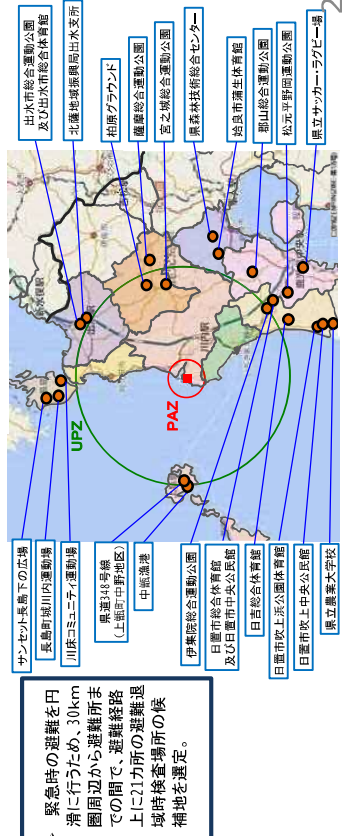 緊急時の避難を円
滑に行うため、30km
圏周辺から避難所ま
での間で、避難経路
上に21カ所の避難退
域時検査場所の候
補地を選定。
サンセット長島下の広場
長島町城川内運動場
川床コミュニティ運動場
県道348号線
(上甑町中野地区)
中甑漁港
伊集院総合運動公園
日置市総合体育館
及び日置市中央公民館
日吉総合体育館
日置市吹上浜公園体育館
日置市吹上中央公民館
県立農業大学校
UPZ
PAZ
川内駅
出水市総合運動公園
及び出水市総合体育館
北薩地域振興局出水支所
柏原グラウンド
薩摩総合運動公園
宮之城総合運動公園
県森林技術総合センター
姶良市蒲生体育館
郡山総合運動公園
松元平野岡運動公園
県立サッカー・ラグビー場